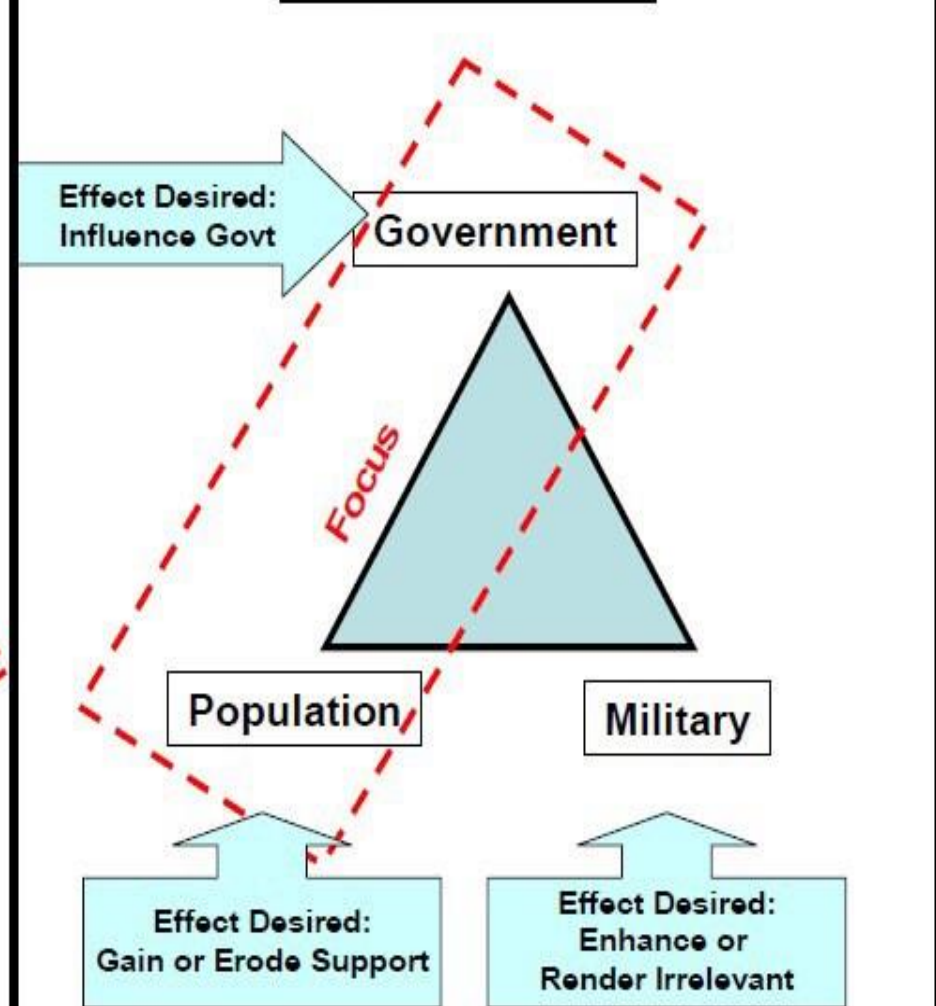 Effect Desired:
Influence Govt
Government
Focus
Population
Military
Effect Desired:
Gain or Erode Support
Effect Desired:
Enhance or
Render Irrelevant